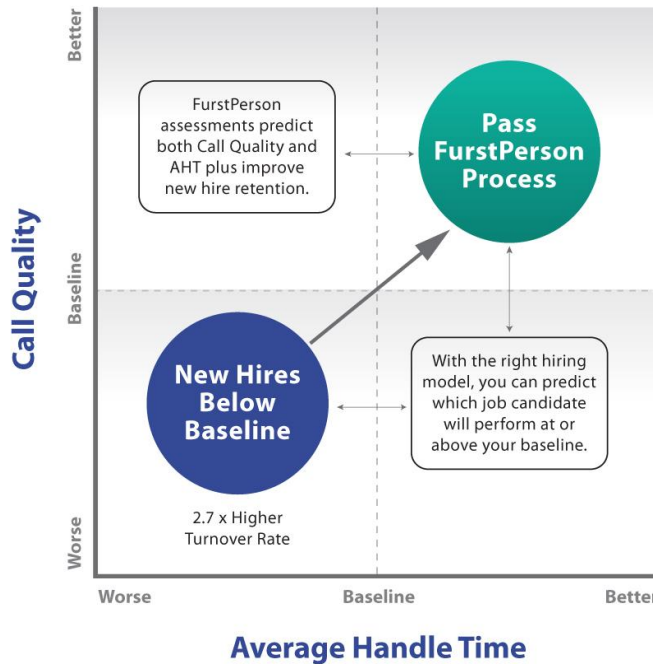 Better
FurstPerson
assessments predict
both Call Quality and
AHT plus improve
new hire retention.
Pass
FurstPerson
Process
Call Quality
Baseline
New Hires
Below
Baseline
With the right hiring
model, you can predict
which job candidate
will perform at or
above your baseline.
2.7 x Higher
Turnover Rate
Worse
Worse
Baseline
Better
Average Handle Time